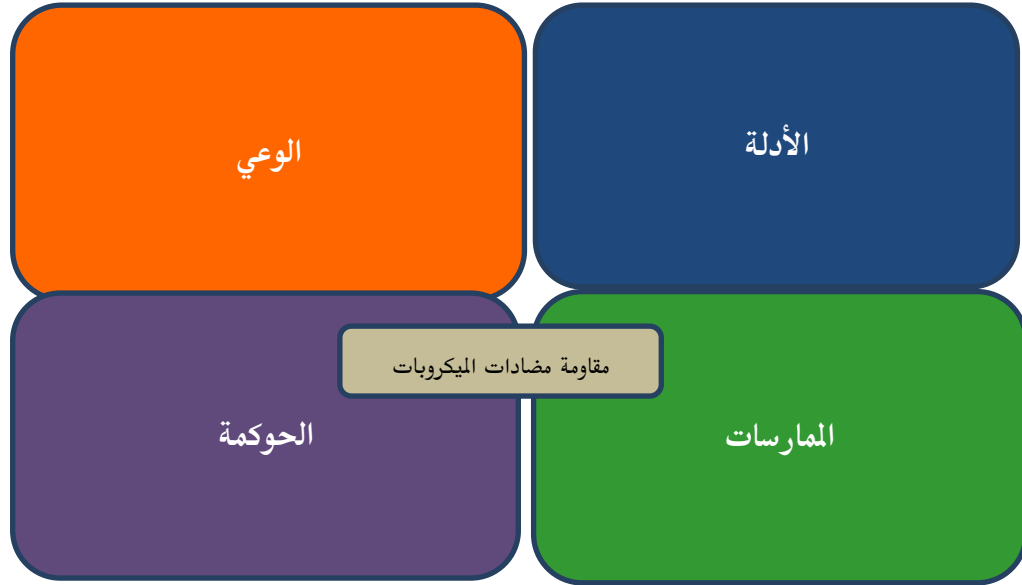 الأدلة
الوعي
مقاومة مضادات الميكروبات
الممارسات
الحوكمة